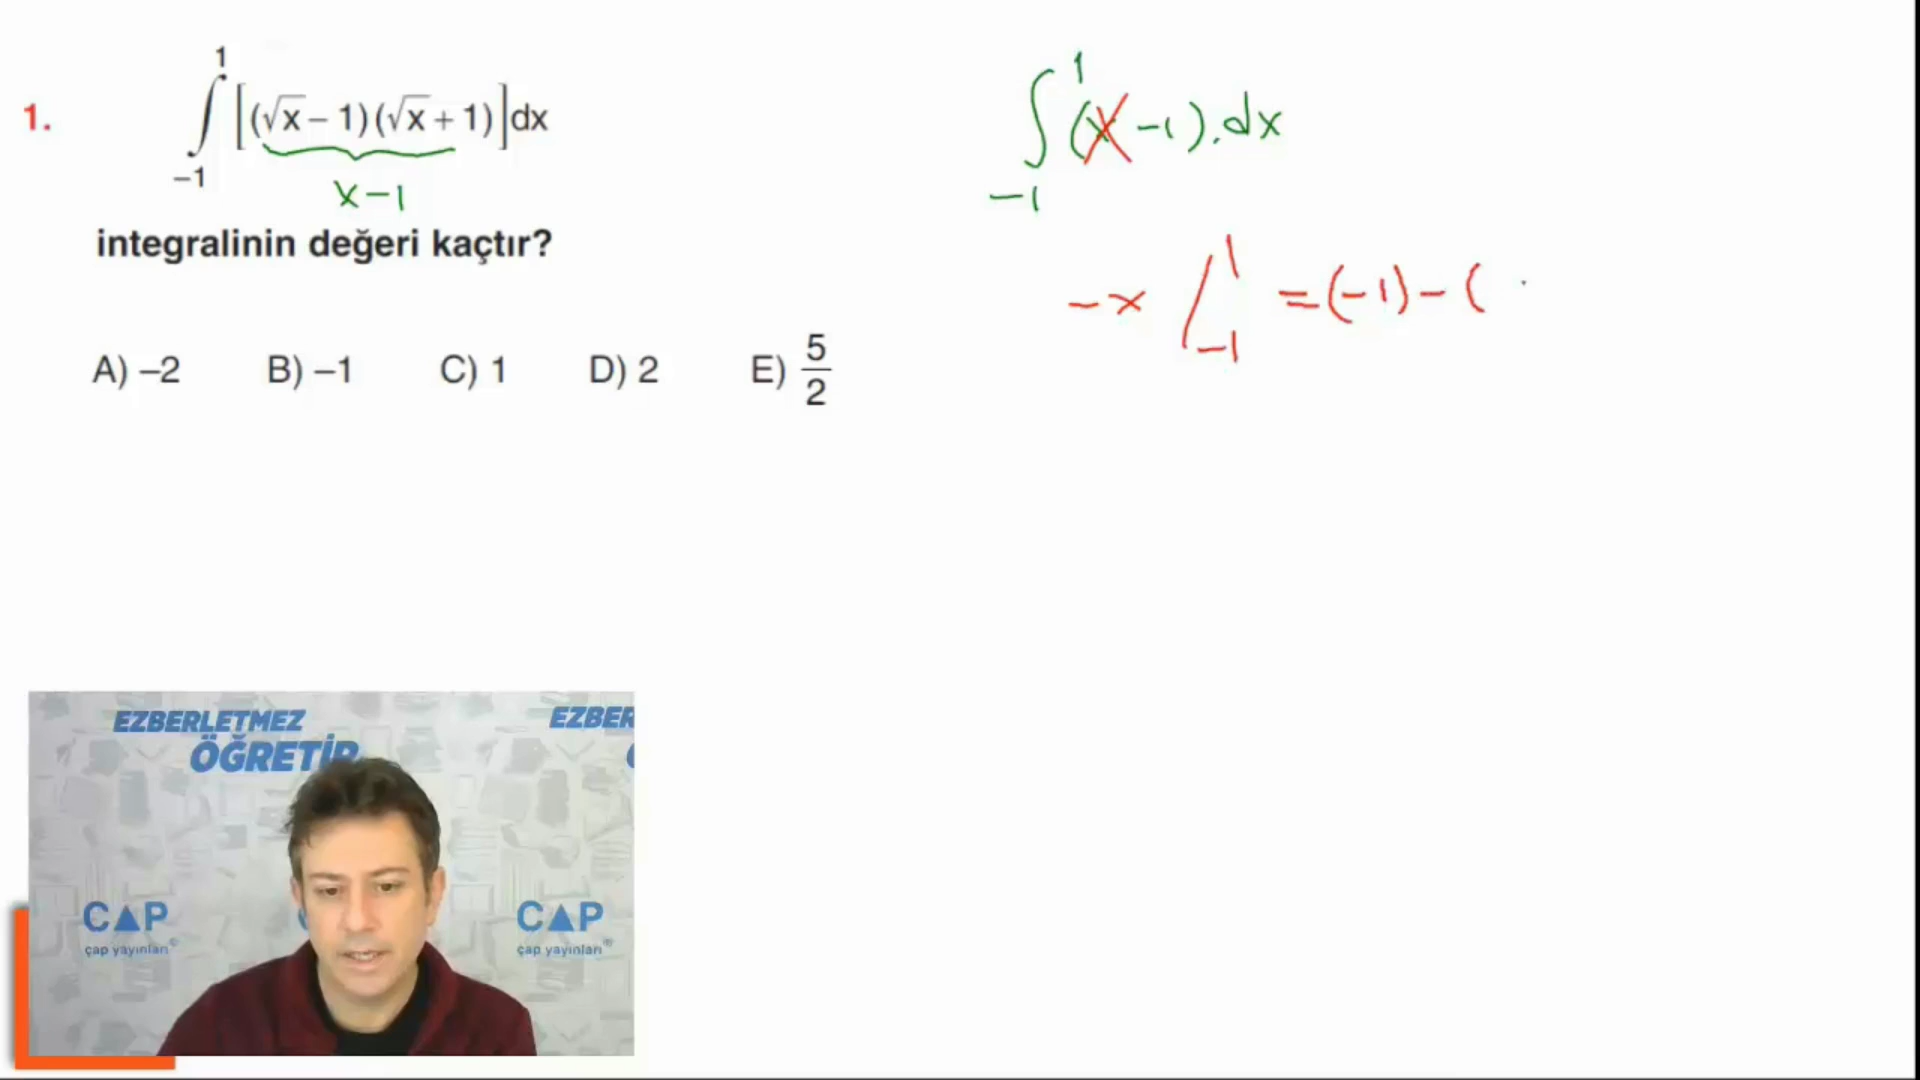 1. ∫₋₁¹ [(√x – 1)(√x + 1)]dx
x – 1
integralinin değeri kaçtır?
A) –2 B) –1 C) 1 D) 2 E) 5/2
∫₋₁¹ (x – 1).dx
–x /₋₁¹ = (–1) – (
EZBERLETMEZ
ÖĞRETİR
EZBER
CAP
çap yayınları
CAP
çap yayınları